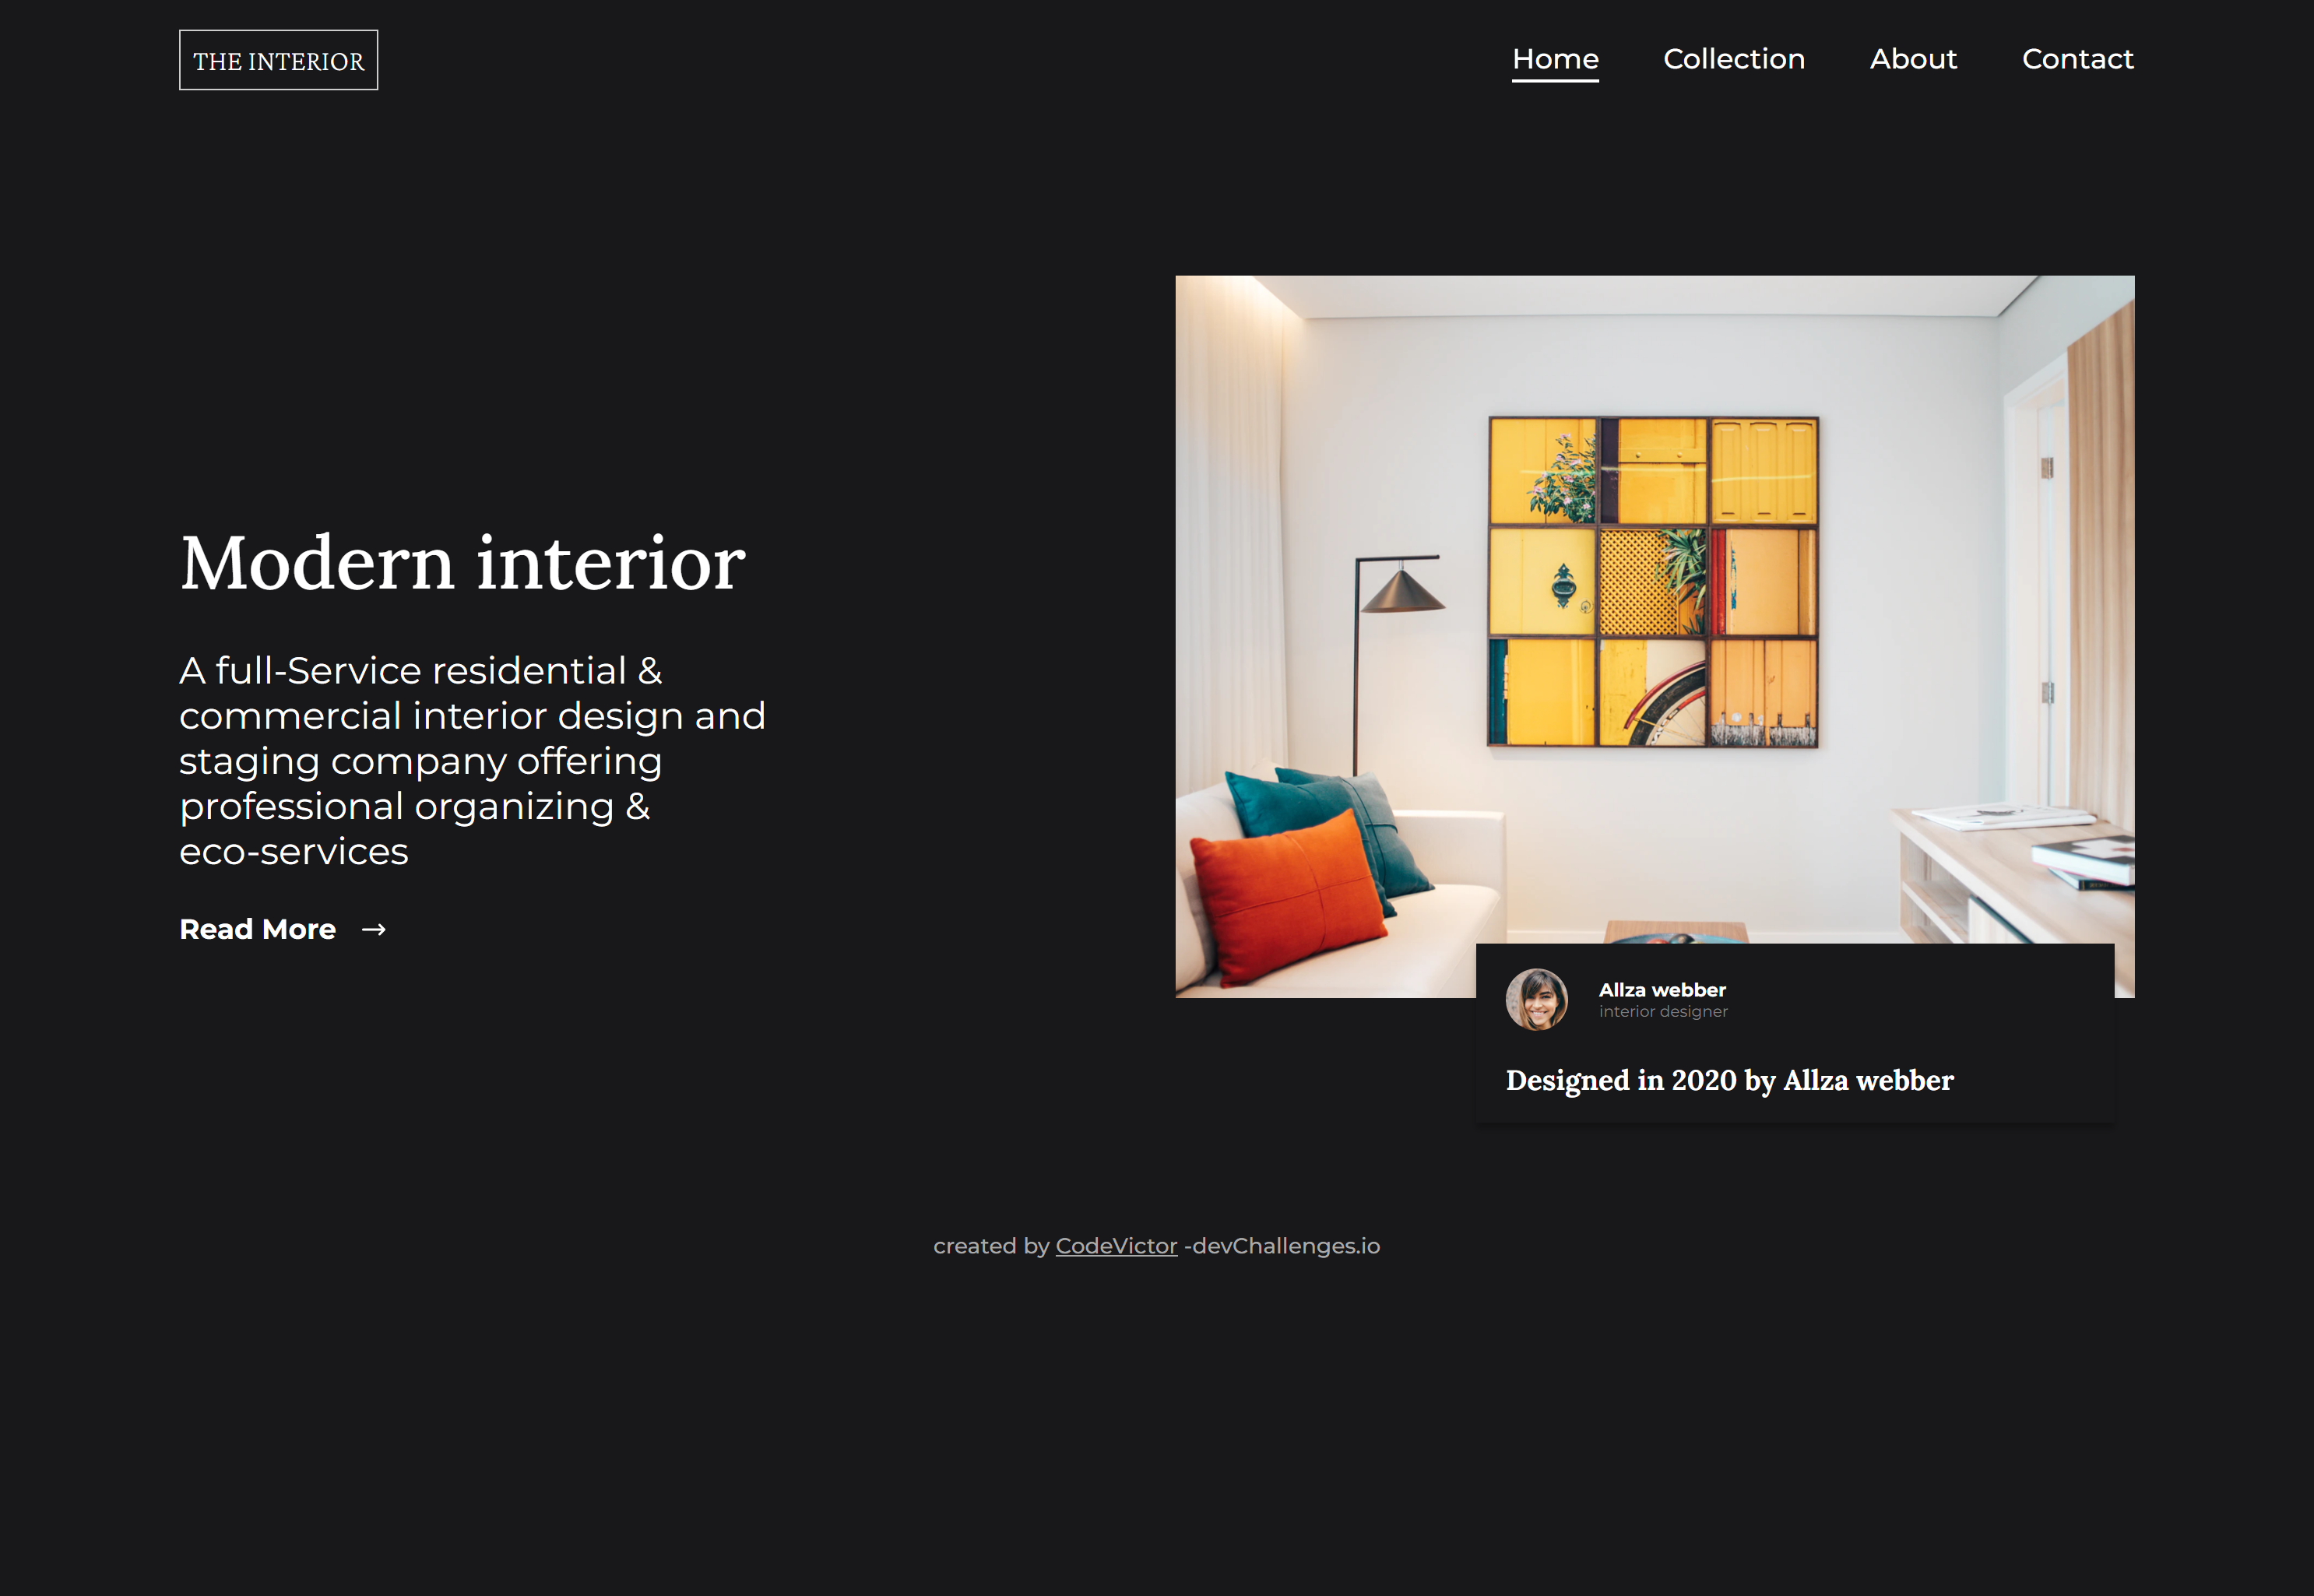 THE INTERIOR
Home Collection About Contact
Modern interior
A full-Service residential &
commercial interior design and
staging company offering
professional organizing &
eco-services
Read More →
Allza webber
interior designer
Designed in 2020 by Allza webber
created by CodeVictor -devChallenges.io